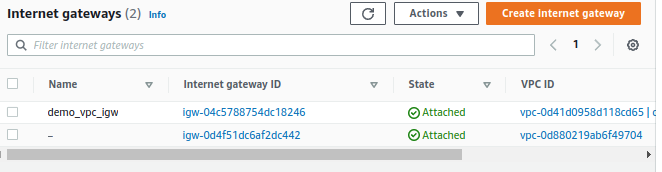 Internet gateways (2) Info
Actions
Create internet gateway
Filter internet gateways
1
Name Internet gateway ID State VPC ID
demo_vpc_igw igw-04c5788754dc18246 Attached vpc-0d41d0958d118cd65 |
– igw-0d4f51dc6af2dc442 Attached vpc-0d880219ab6f49704